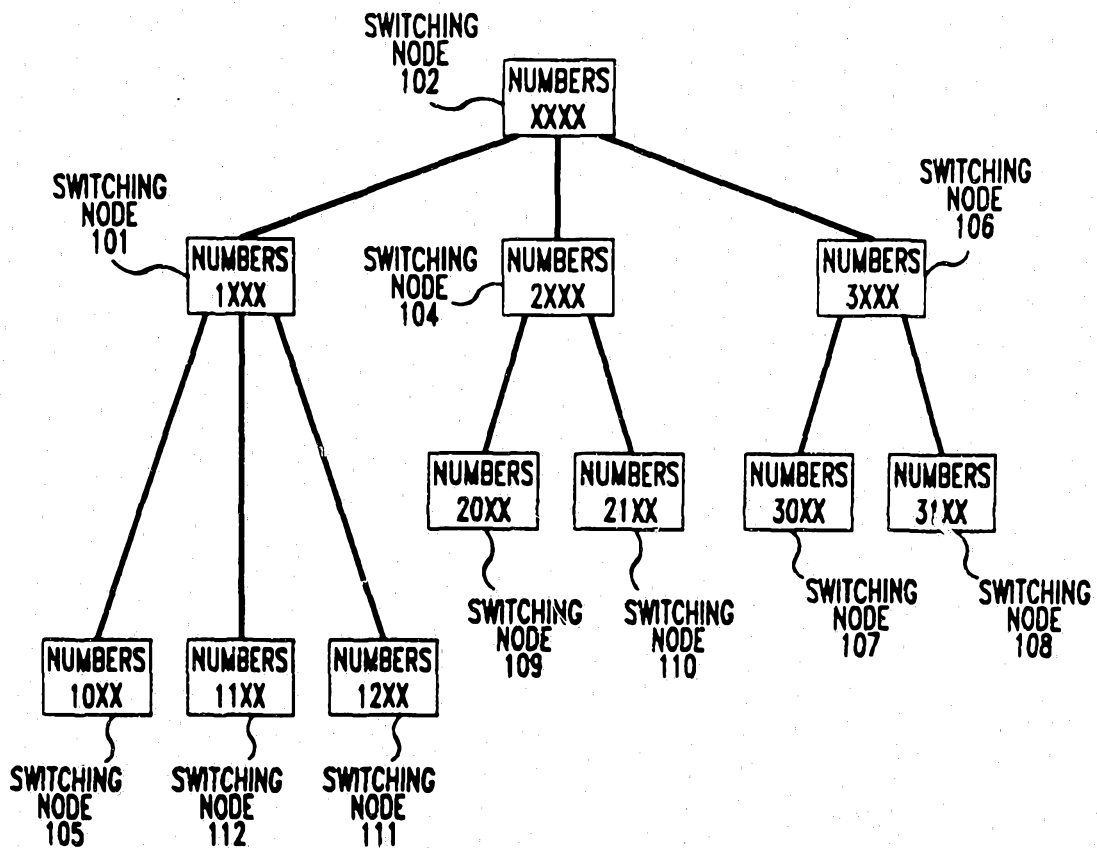 SWITCHING
NODE
102
NUMBERS
XXXX
SWITCHING
NODE
101
NUMBERS
1XXX
SWITCHING
NODE
104
NUMBERS
2XXX
SWITCHING
NODE
106
NUMBERS
3XXX
NUMBERS
20XX
SWITCHING
NODE
109
NUMBERS
21XX
SWITCHING
NODE
110
NUMBERS
30XX
SWITCHING
NODE
107
NUMBERS
31XX
SWITCHING
NODE
108
NUMBERS
10XX
SWITCHING
NODE
105
NUMBERS
11XX
SWITCHING
NODE
112
NUMBERS
12XX
SWITCHING
NODE
111